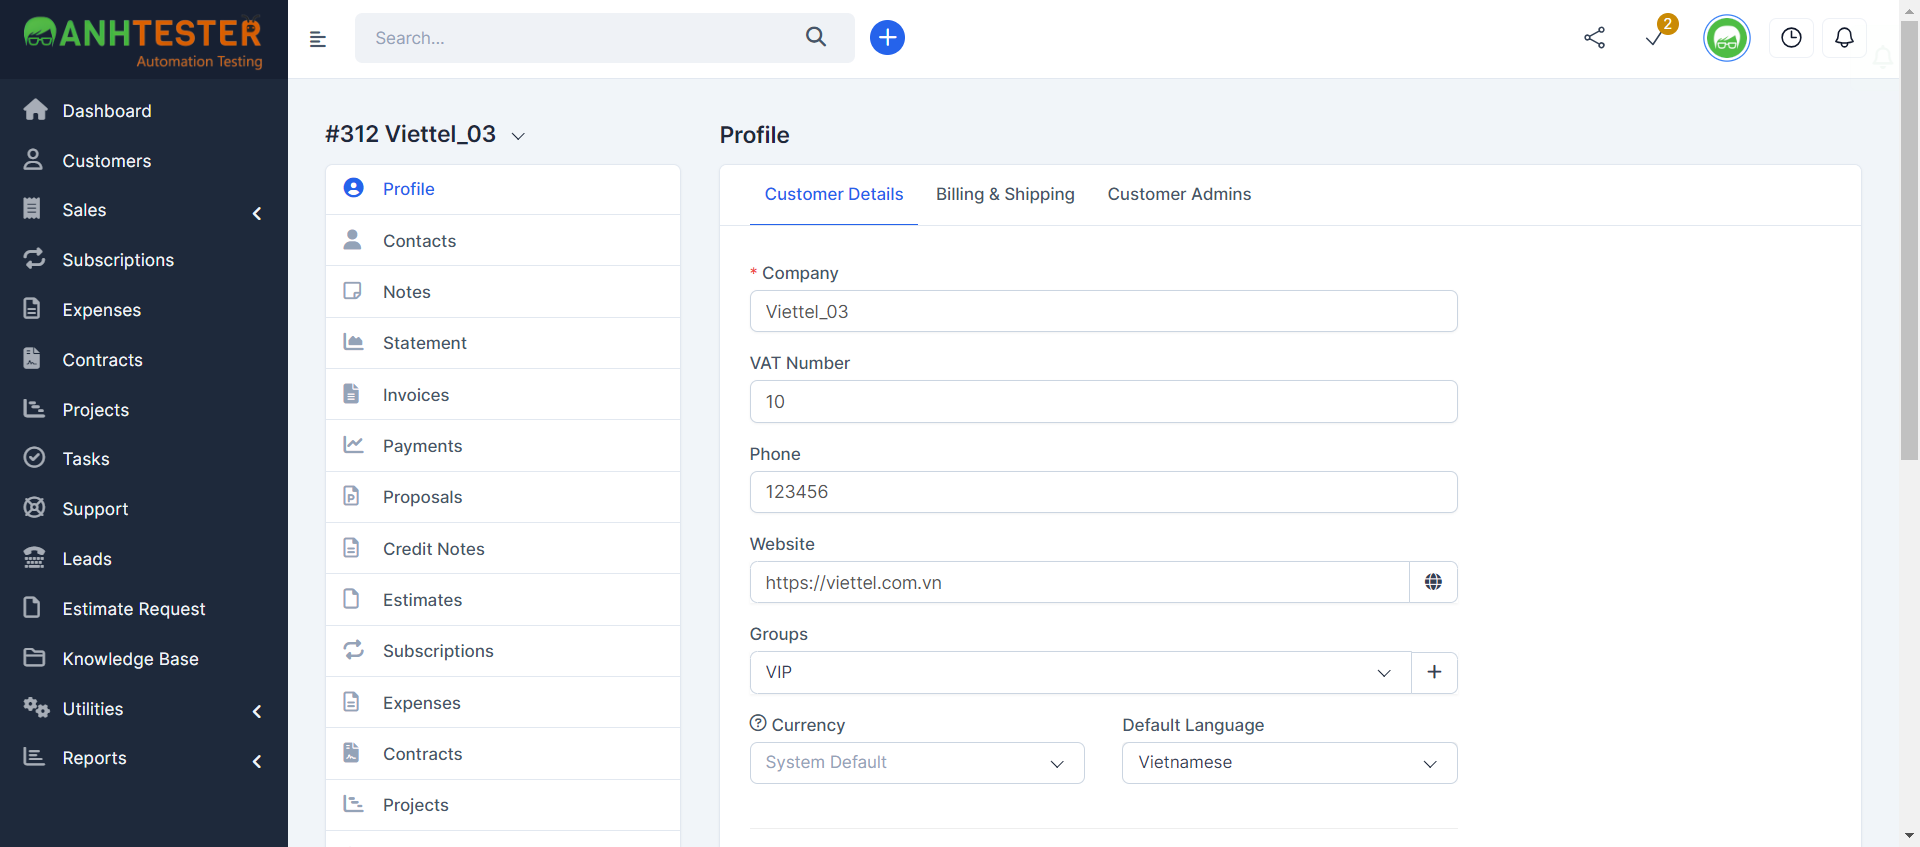 ANHTESTER
Automation Testing
Search...
2
Dashboard
Customers
Sales
Subscriptions
Expenses
Contracts
Projects
Tasks
Support
Leads
Estimate Request
Knowledge Base
Utilities
Reports
#312 Viettel_03
Profile
Contacts
Notes
Statement
Invoices
Payments
Proposals
Credit Notes
Estimates
Subscriptions
Expenses
Contracts
Projects
Profile
Customer Details
Billing & Shipping
Customer Admins
* Company
Viettel_03
VAT Number
10
Phone
123456
Website
https://viettel.com.vn
Groups
VIP
Currency
System Default
Default Language
Vietnamese